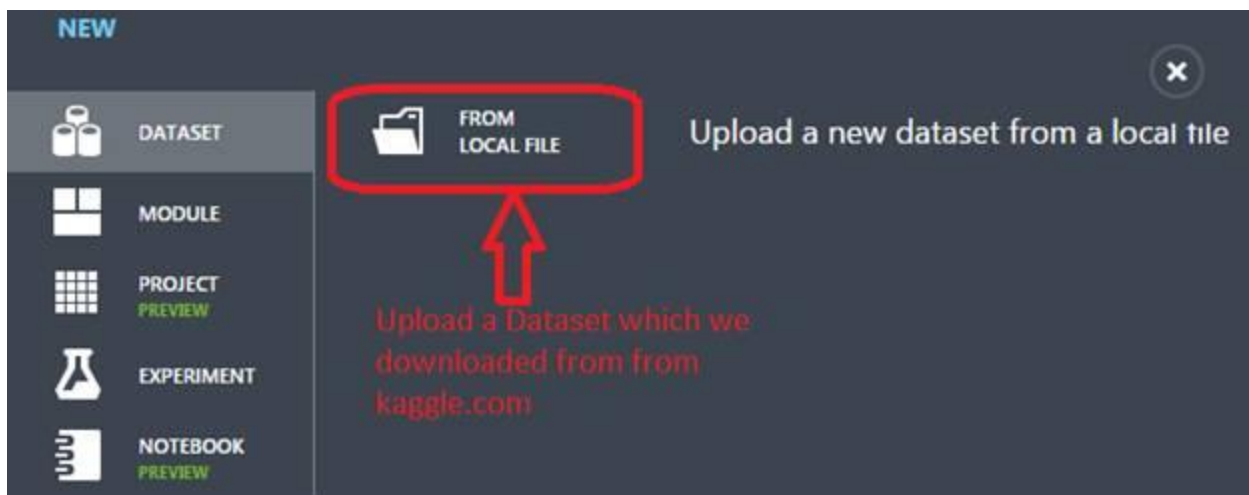 NEW
DATASET
MODULE
PROJECT
PREVIEW
EXPERIMENT
NOTEBOOK
PREVIEW
FROM
LOCAL FILE
Upload a new dataset from a local file
Upload a Dataset which we
downloaded from from
kaggle.com